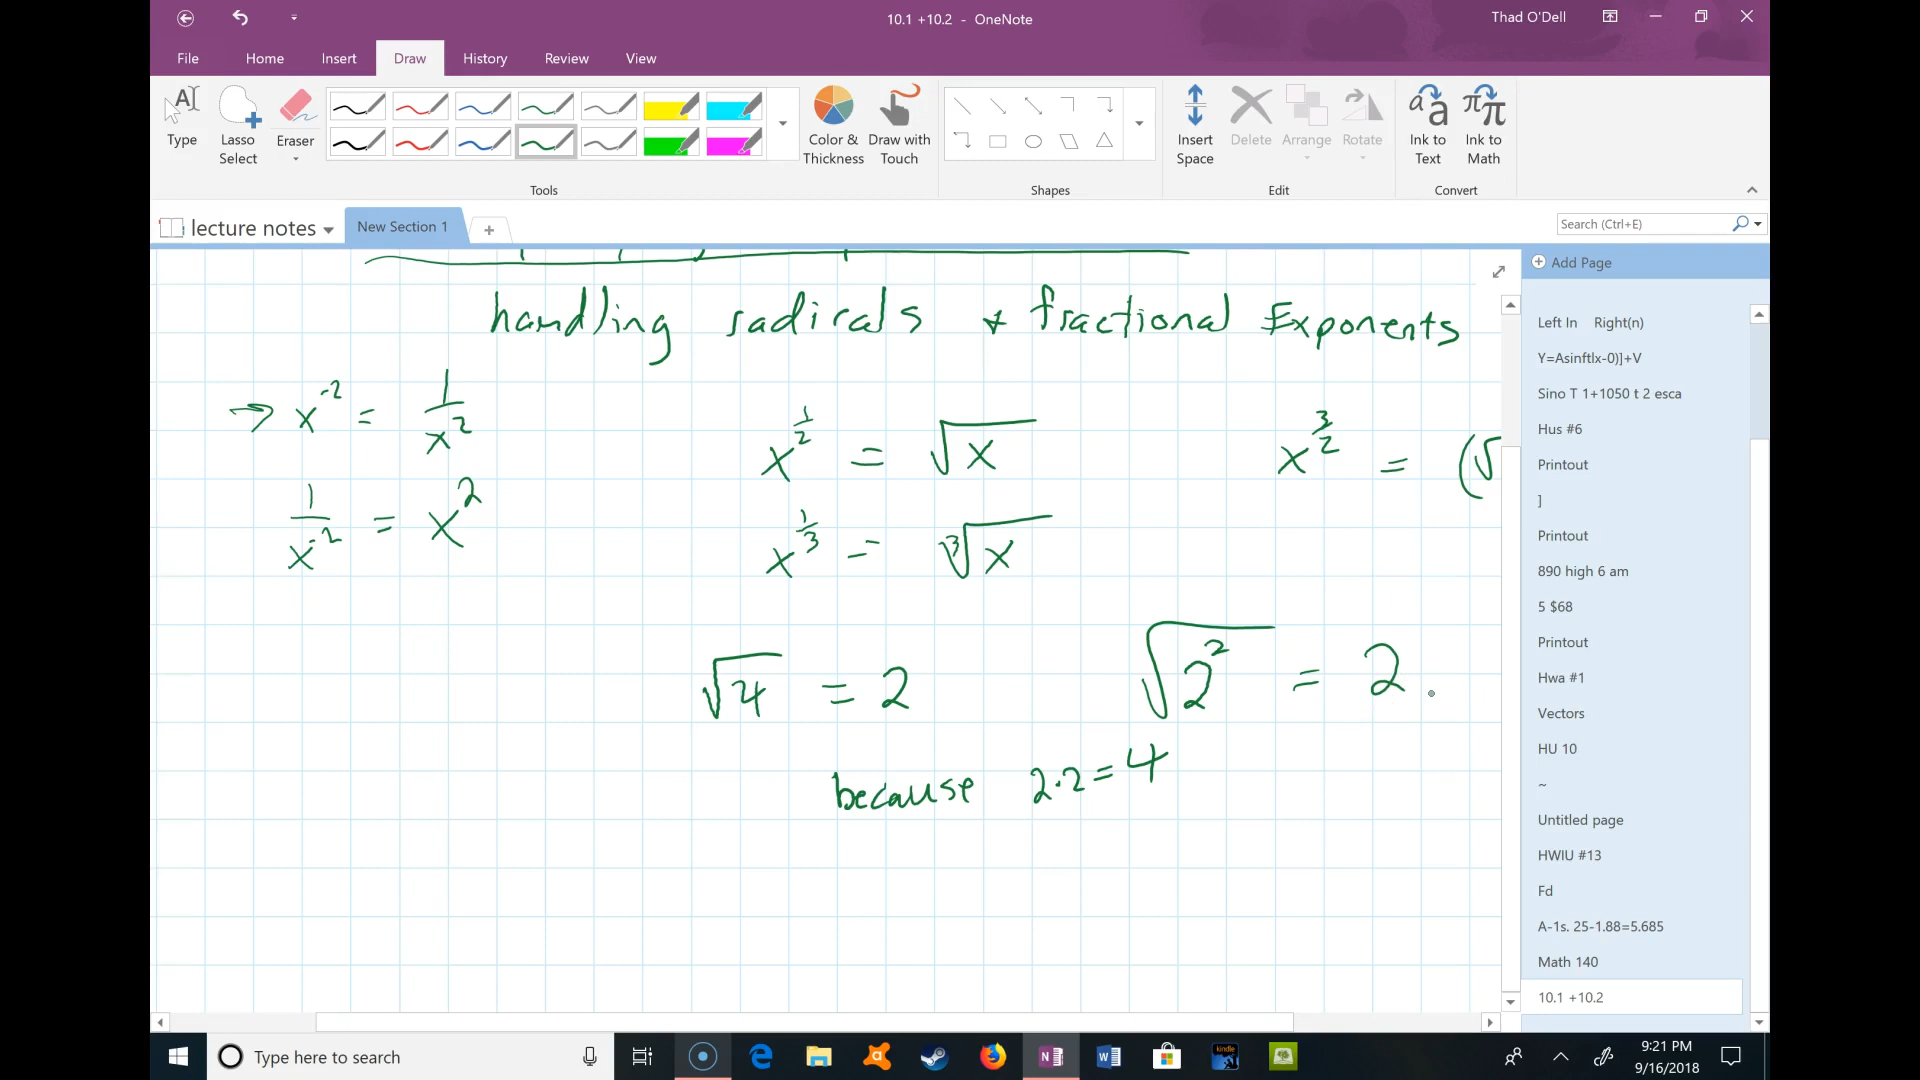 10.1 +10.2 - OneNote
Thad O'Dell
File Home Insert Draw History Review View
Type
Lasso Select
Eraser
Color & Thickness
Draw with Touch
Insert Space
Delete
Arrange
Rotate
Ink to Text
Ink to Math
Tools
Shapes
Edit
Convert
lecture notes
New Section 1
Search (Ctrl+E)
Add Page
handling radicals + fractional Exponents
→ x^-2 = 1/x^2
1/x^-2 = x^2
x^1/2 = √x
x^1/3 = ∛x
x^3/2 = (√
√4 = 2
√2^2 = 2
because 2·2=4
Left In Right(n)
Y=Asinftlx-0)]+V
Sino T 1+1050 t 2 esca
Hus #6
Printout
]
Printout
890 high 6 am
5 $68
Printout
Hwa #1
Vectors
HU 10
~
Untitled page
HWIU #13
Fd
A-1s. 25-1.88=5.685
Math 140
10.1 +10.2
Type here to search
kindle
9:21 PM
9/16/2018